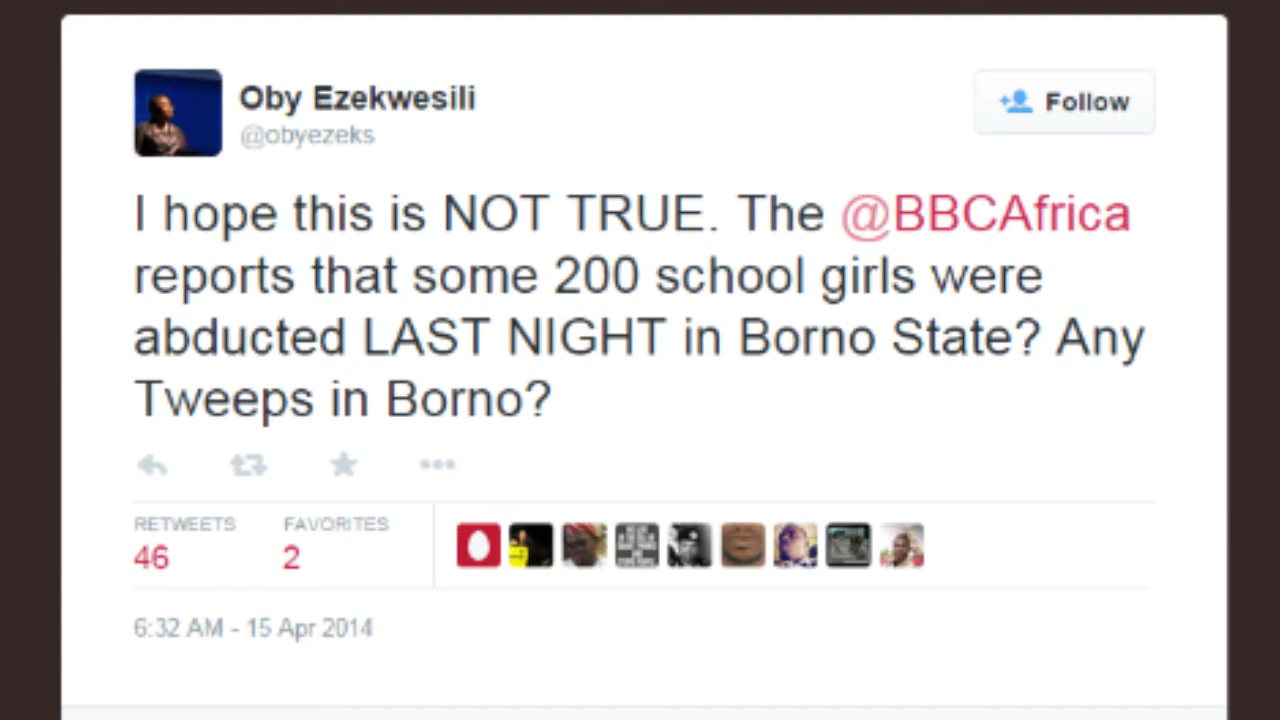 Oby Ezekwesili
@obyezeks
Follow
I hope this is NOT TRUE. The @BBCAfrica
reports that some 200 school girls were
abducted LAST NIGHT in Borno State? Any
Tweeps in Borno?
RETWEETS FAVORITES
46 2
6:32 AM - 15 Apr 2014